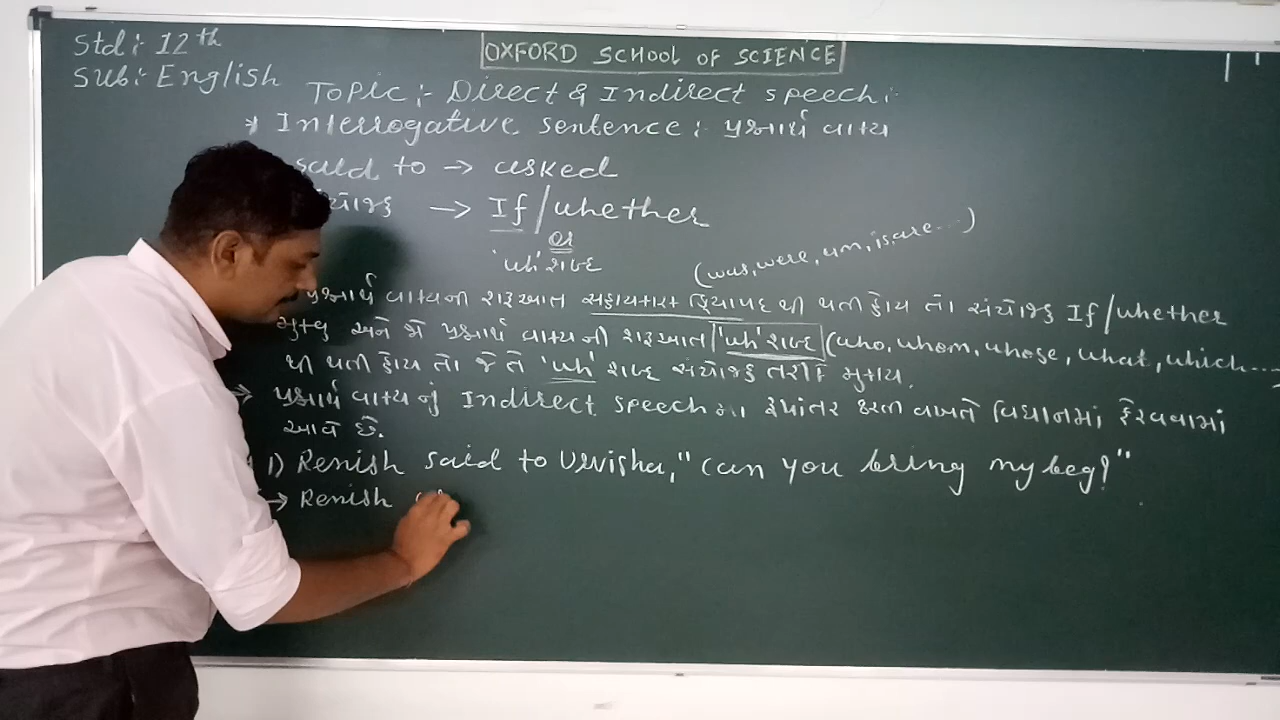 Std:- 12th
OXFORD SCHOOL OF SCIENCE
Sub:- English
Topic:- Direct & Indirect speech:-
* Interrogative sentence:- પ્રશ્નાર્થ વાક્ય
said to → asked
→ If/whether
or
'wh' શબ્દ
(was, were, am, is, are...)
પ્રશ્નાર્થ વાક્યની શરૂઆત સહાયકારક ક્રિયાપદ થી થતી હોય તો સંયોજક If/whether
મુકવુ અને જો પ્રશ્નાર્થ વાક્યની શરૂઆત 'wh' શબ્દ (who, whom, whose, what, which...)
થી થતી હોય તો જે તે 'wh' શબ્દ સંયોજક તરીકે મુકાય.
→ પ્રશ્નાર્થ વાક્યનું Indirect speech મા રૂપાંતર કરતી વખતે વિધાનમાં ફેરવવામાં
આવે છે.
1) Renish said to Urvisha, "can you bring my beg?"
→ Renish